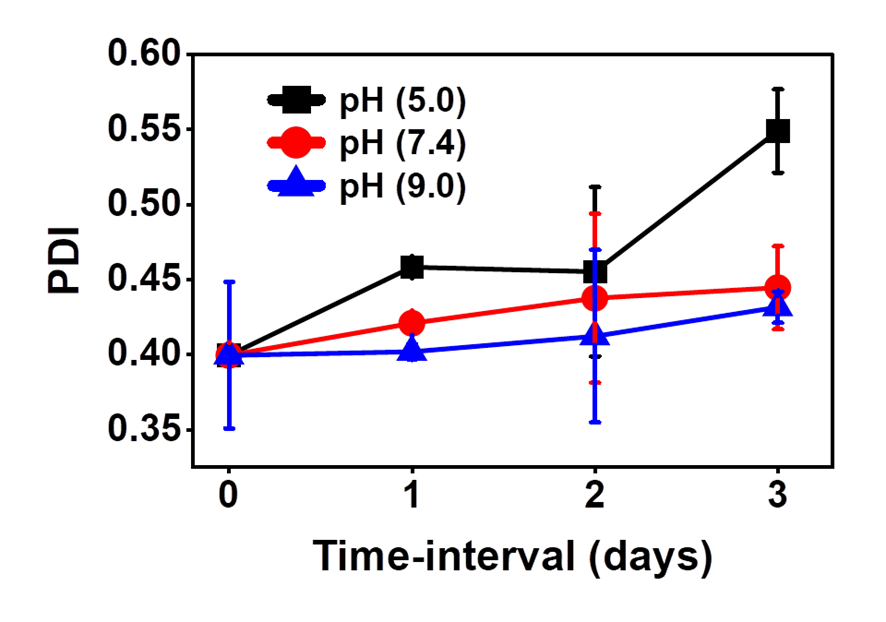 0.60
0.55
0.50
0.45
0.40
0.35
PDI
pH (5.0)
pH (7.4)
pH (9.0)
0 1 2 3
Time-interval (days)